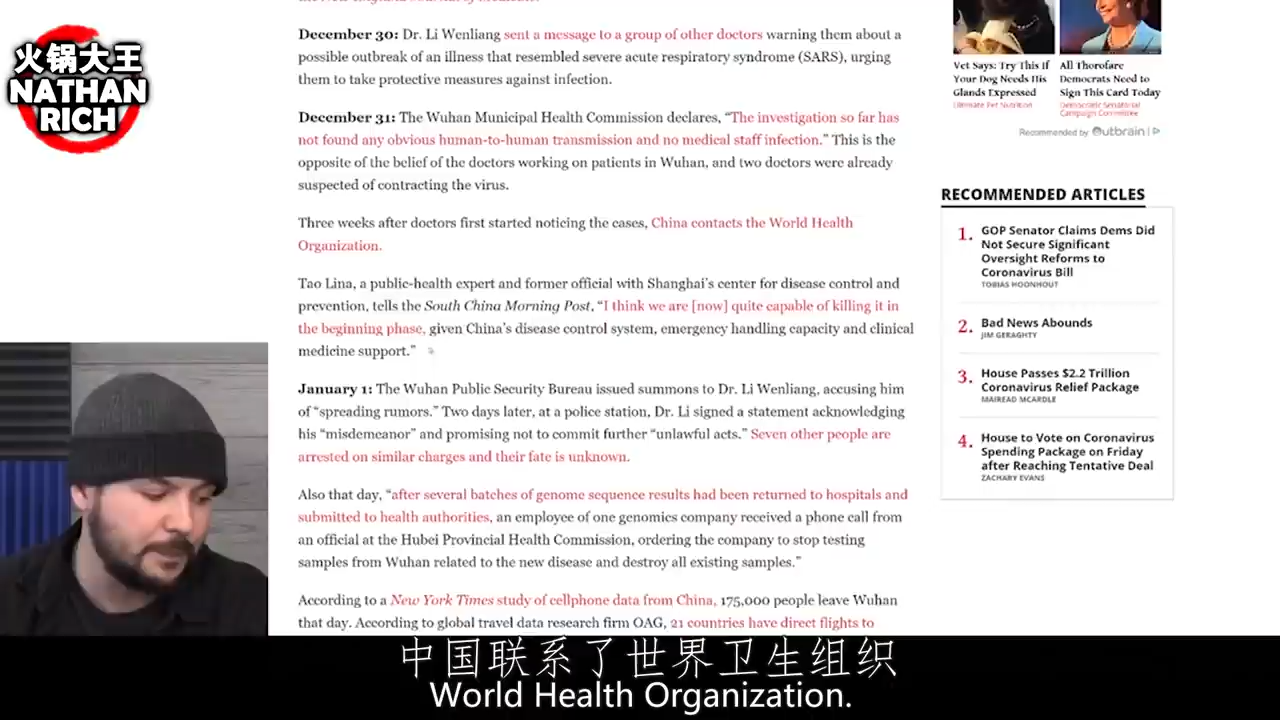 the New England Journal of Medicine.
December 30: Dr. Li Wenliang sent a message to a group of other doctors warning them about a
possible outbreak of an illness that resembled severe acute respiratory syndrome (SARS), urging
them to take protective measures against infection.
December 31: The Wuhan Municipal Health Commission declares, “The investigation so far has
not found any obvious human-to-human transmission and no medical staff infection.” This is the
opposite of the belief of the doctors working on patients in Wuhan, and two doctors were already
suspected of contracting the virus.
Three weeks after doctors first started noticing the cases, China contacts the World Health
Organization.
Tao Lina, a public-health expert and former official with Shanghai’s center for disease control and
prevention, tells the South China Morning Post, “I think we are [now] quite capable of killing it in
the beginning phase, given China’s disease control system, emergency handling capacity and clinical
medicine support.”
January 1: The Wuhan Public Security Bureau issued summons to Dr. Li Wenliang, accusing him
of “spreading rumors.” Two days later, at a police station, Dr. Li signed a statement acknowledging
his “misdemeanor” and promising not to commit further “unlawful acts.” Seven other people are
arrested on similar charges and their fate is unknown.
Also that day, “after several batches of genome sequence results had been returned to hospitals and
submitted to health authorities, an employee of one genomics company received a phone call from
an official at the Hubei Provincial Health Commission, ordering the company to stop testing
samples from Wuhan related to the new disease and destroy all existing samples.”
According to a New York Times study of cellphone data from China, 175,000 people leave Wuhan
that day. According to global travel data research firm OAG, 21 countries have direct flights to
火锅大王
NATHAN
RICH
Vet Says: Try This If
Your Dog Needs His
Glands Expressed
Ultimate Pet Nutrition
All Thorofare
Democrats Need to
Sign This Card Today
Democratic Senatorial
Campaign Committee
Recommended by Outbrain
RECOMMENDED ARTICLES
1. GOP Senator Claims Dems Did
Not Secure Significant
Oversight Reforms to
Coronavirus Bill
TOBIAS HOONHOUT
2. Bad News Abounds
JIM GERAGHTY
3. House Passes $2.2 Trillion
Coronavirus Relief Package
MAIREAD MCARDLE
4. House to Vote on Coronavirus
Spending Package on Friday
after Reaching Tentative Deal
ZACHARY EVANS
中国联系了世界卫生组织
World Health Organization.